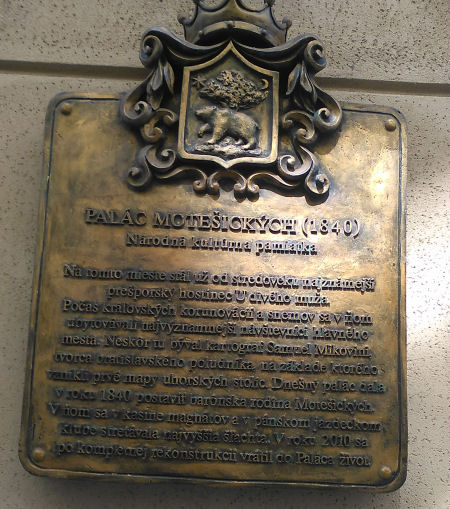 PALÁC MOTEŠICKÝCH (1840)
Národná kultúrna pamiatka
Na tomto mieste stál už od stredoveku najznámejší
prešporský hostinec U divého muža.
Počas kráľovských korunovácií a snemov sa v ňom
ubytovávali najvýznamnejší návštevníci hlavného
mesta. Neskôr tu býval kartograf Samuel Mikovíni,
tvorca bratislavského poludníka, na základe ktorého
vznikli prvé mapy uhorských stolíc. Dnešný palác dala
v roku 1840 postaviť barónska rodina Motešických.
V ňom sa v kasíne magnátov a v panskom jazdeckom
klube stretávala najvyššia šľachta. V roku 2010 sa
po komplexnej rekonštrukcii vrátil do Paláca život.